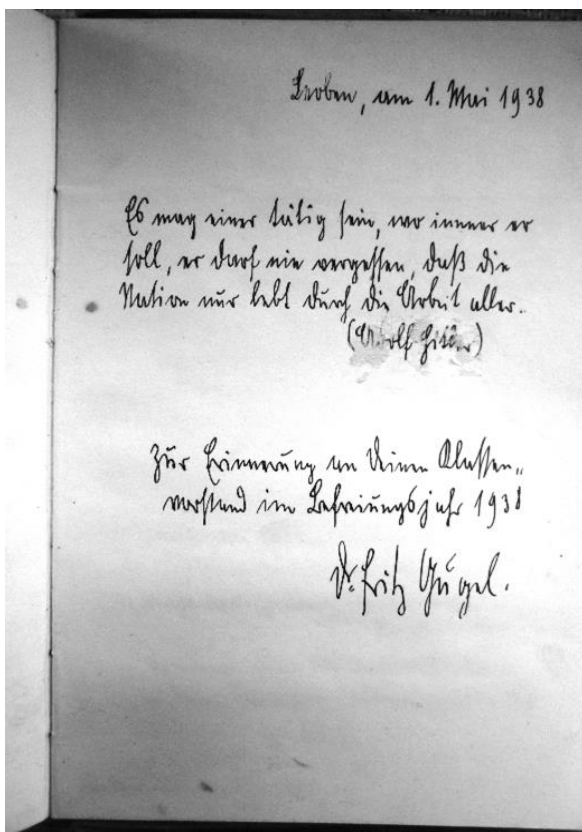 Leoben, am 1. Mai 1938
Es mag einer tätig sein, wo immer er
soll, er darf nie vergessen, daß die
Nation nur lebt durch die Arbeit aller.
(Adolf Hitler)
Zur Erinnerung an Deinen Klassen„
vorstand im Befreiungsjahr 1938
Dr. Fritz Gugel.